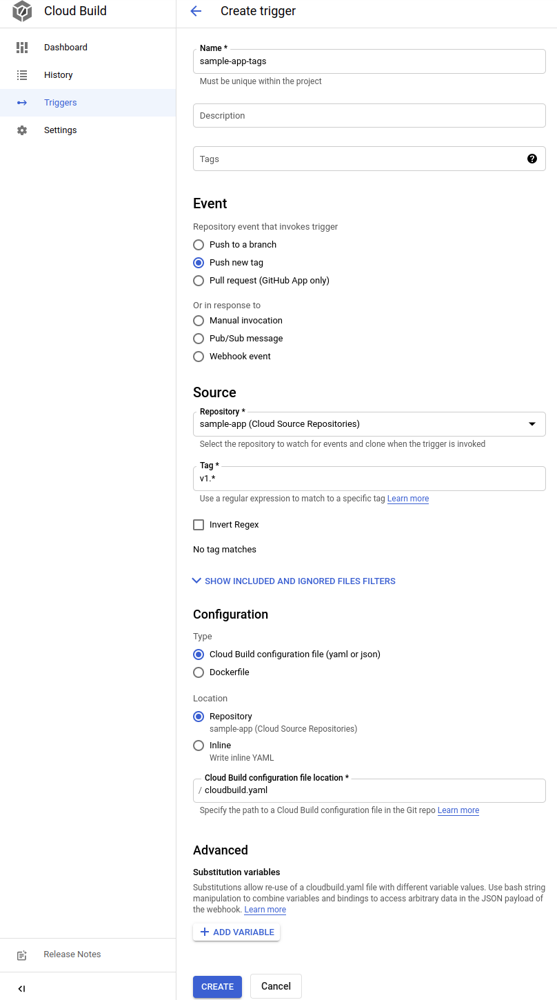 Cloud Build
Create trigger
Dashboard
History
Triggers
Settings
Release Notes
Name *
sample-app-tags
Must be unique within the project
Description
Tags
?
Event
Repository event that invokes trigger
Push to a branch
Push new tag
Pull request (GitHub App only)
Or in response to
Manual invocation
Pub/Sub message
Webhook event
Source
Repository *
sample-app (Cloud Source Repositories)
Select the repository to watch for events and clone when the trigger is invoked
Tag *
v1.*
Use a regular expression to match to a specific tag Learn more
Invert Regex
No tag matches
SHOW INCLUDED AND IGNORED FILES FILTERS
Configuration
Type
Cloud Build configuration file (yaml or json)
Dockerfile
Location
Repository
sample-app (Cloud Source Repositories)
Inline
Write inline YAML
Cloud Build configuration file location *
/ cloudbuild.yaml
Specify the path to a Cloud Build configuration file in the Git repo Learn more
Advanced
Substitution variables
Substitutions allow re-use of a cloudbuild.yaml file with different variable values. Use bash string
manipulation to combine variables and bindings to access arbitrary data in the JSON payload of
the webhook. Learn more
+ ADD VARIABLE
CREATE
Cancel